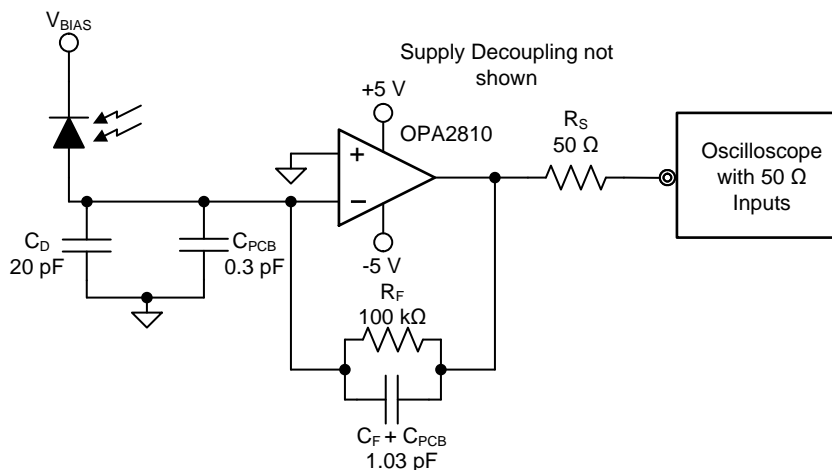 VBIAS
Supply Decoupling not
shown
+5 V
OPA2810
RS
50 Ω
Oscilloscope
with 50 Ω
Inputs
+
−
CD
20 pF
CPCB
0.3 pF
-5 V
RF
100 kΩ
CF + CPCB
1.03 pF